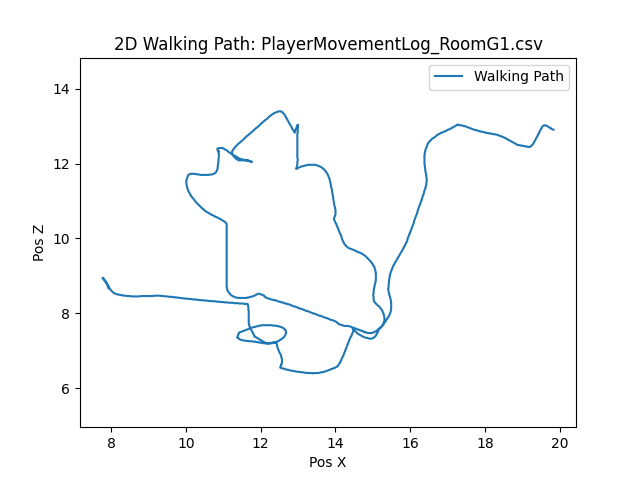 2D Walking Path: PlayerMovementLog_RoomG1.csv
Walking Path
Pos Z
14
12
10
8
6
8 10 12 14 16 18 20
Pos X